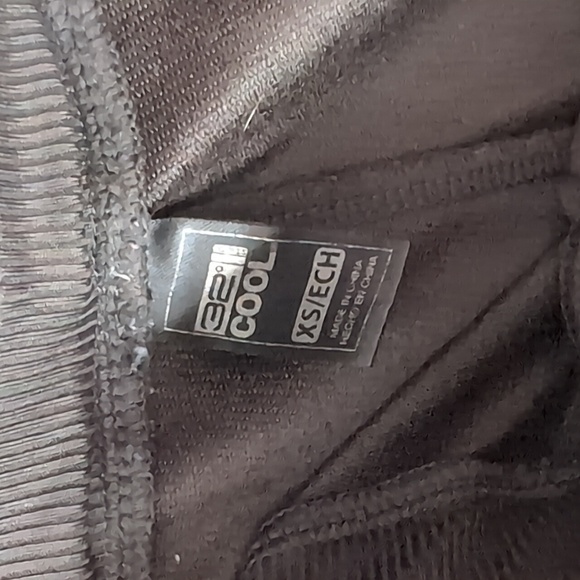 32°
COOL
XS/ECH
MADE IN CHINA
HECHO EN CHINA